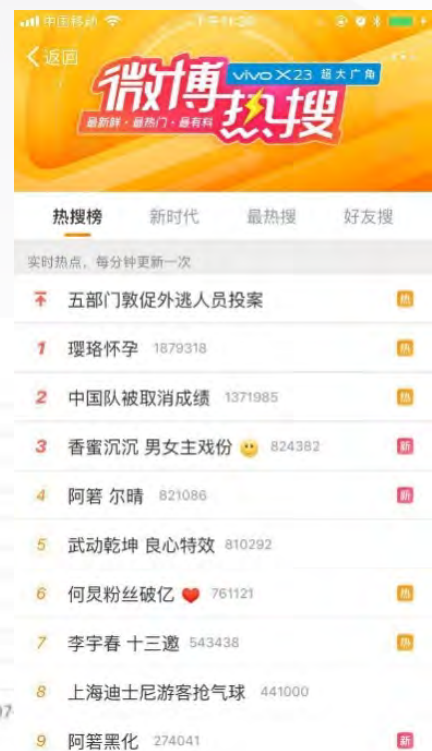 中国移动
返回
微博热搜
vivo X23 超大广角
最新鲜·最热门·最有料
热搜榜 新时代 最热搜 好友搜
实时热点，每分钟更新一次
五部门敦促外逃人员投案 热
1 璎珞怀孕 1879318 热
2 中国队被取消成绩 1371985 热
3 香蜜沉沉 男女主戏份 824382 新
4 阿箬 尔晴 821086 新
5 武动乾坤 良心特效 810292
6 何炅粉丝破亿 761121 热
7 李宇春 十三邀 543438 热
8 上海迪士尼游客抢气球 441000
9 阿箬黑化 274041 新